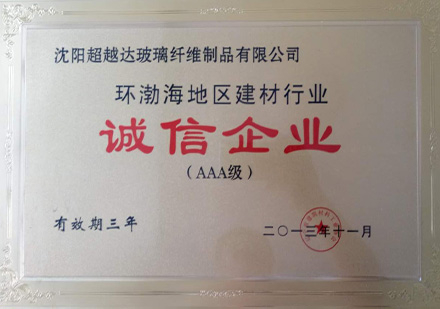 沈阳超越达玻璃纤维制品有限公司
环渤海地区建材行业
诚信企业
（AAA级）
有效期三年
二〇一三年十一月